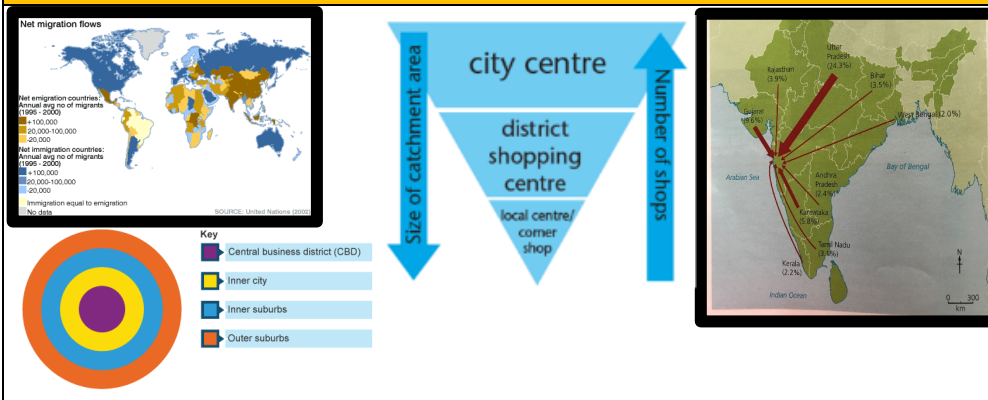 Net migration flows
Net emigration countries:
Annual avg no of migrants
(1995 - 2000)
+100,000
20,000-100,000
-20,000
Net immigration countries:
Annual avg no of migrants
(1995 - 2000)
+100,000
20,000-100,000
-20,000
Immigration equal to emigration
No data
SOURCE: United Nations (2002)
Key
Central business district (CBD)
Inner city
Inner suburbs
Outer suburbs
Size of catchment area
city centre
district
shopping
centre
local centre/
corner
shop
Number of shops
Uttar
Pradesh
(24.3%)
Rajasthan
(3.9%)
Bihar
(3.5%)
Gujarat
(9.6%)
West Bengal (2.0%)
Arabian Sea
Bay of Bengal
Andhra
Pradesh
(2.4%)
Karnataka
(5.8%)
Tamil Nadu
Kerala
(2.2%)
Indian Ocean
N
0 300
km